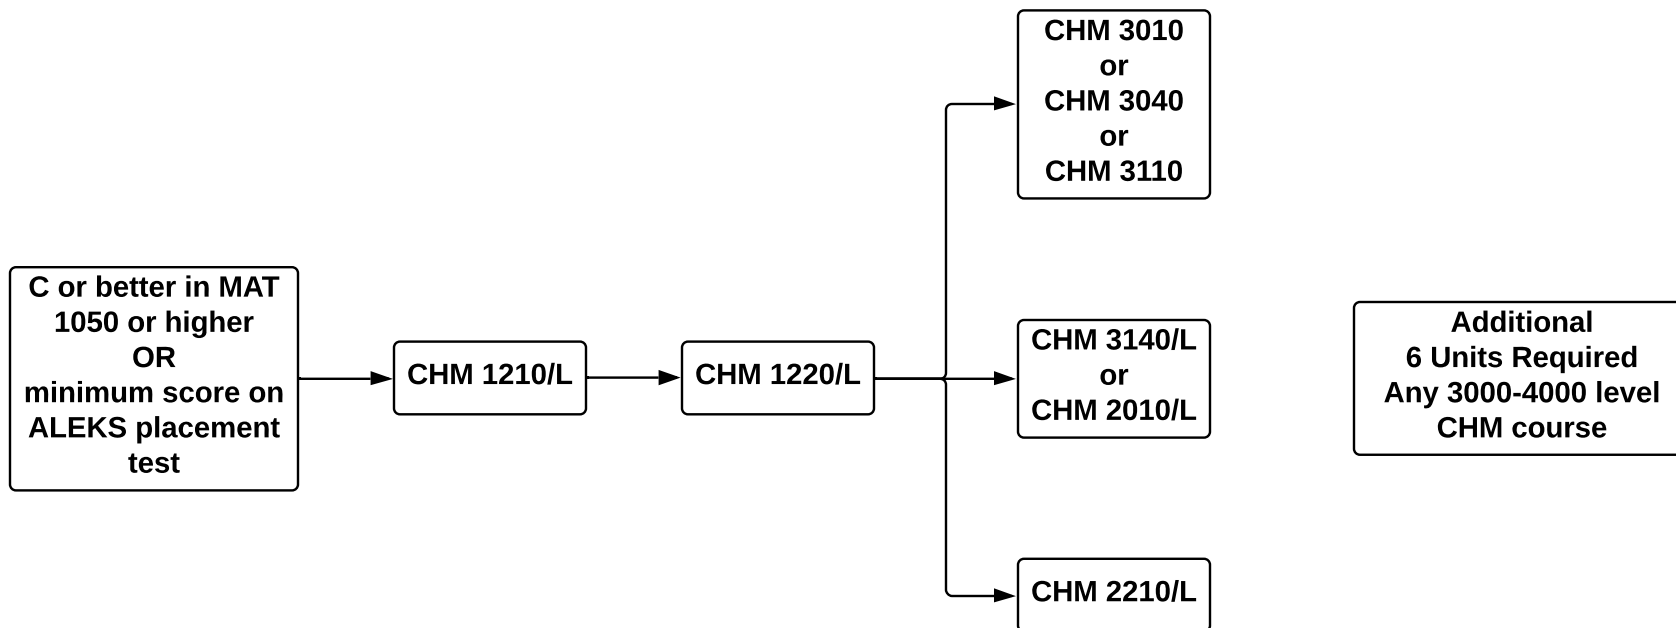 C or better in MAT
1050 or higher
OR
minimum score on
ALEKS placement
test
CHM 1210/L
CHM 1220/L
CHM 3010
or
CHM 3040
or
CHM 3110
CHM 3140/L
or
CHM 2010/L
CHM 2210/L
Additional
6 Units Required
Any 3000-4000 level
CHM course